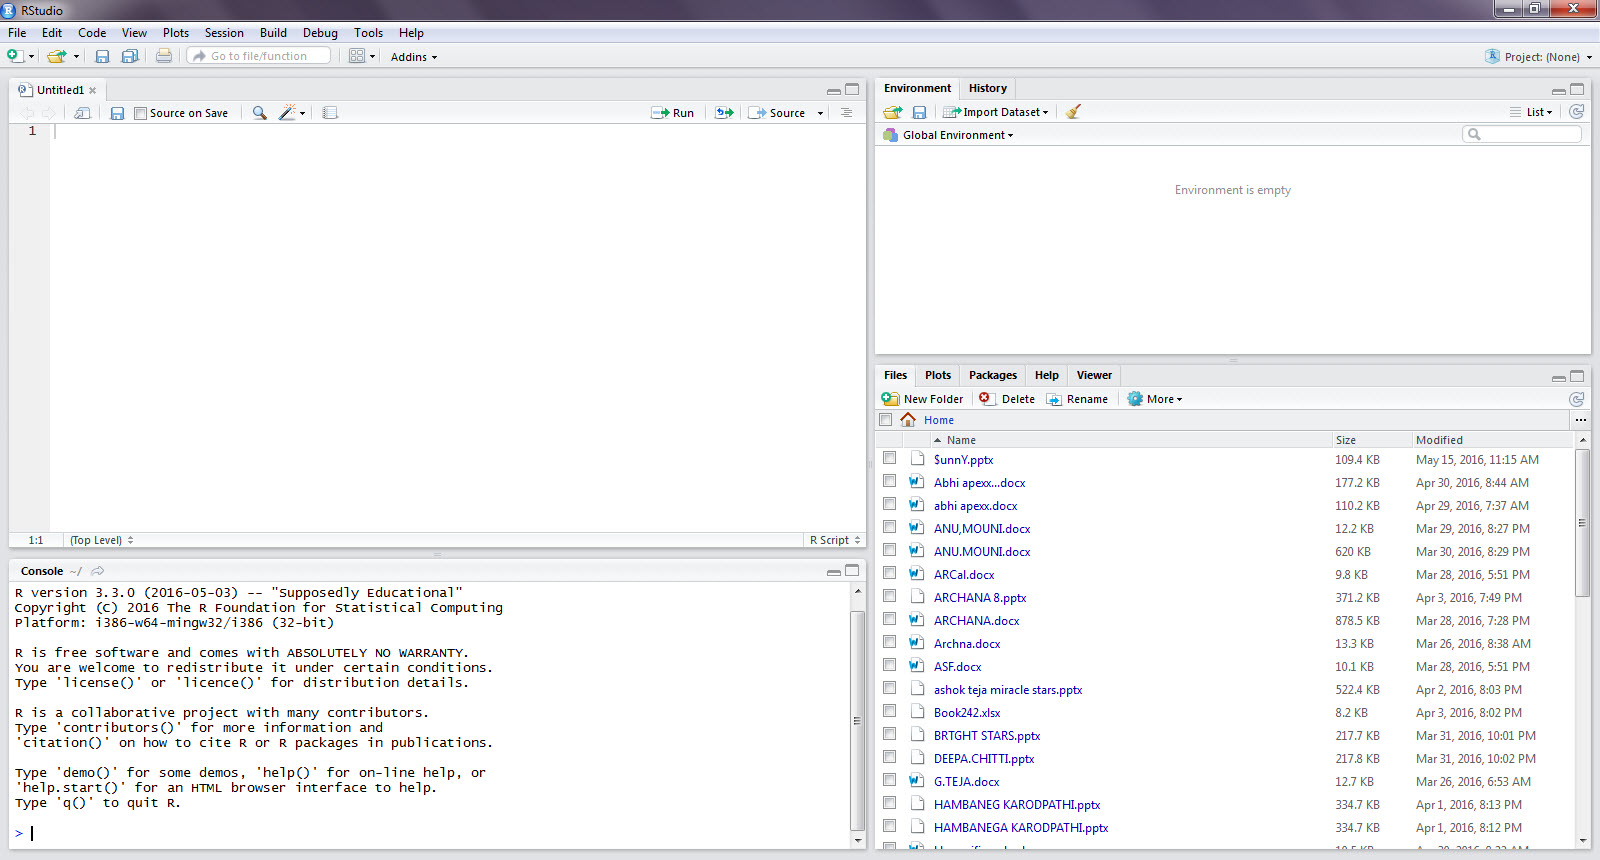 RStudio
File Edit Code View Plots Session Build Debug Tools Help
Go to file/function Addins Project: (None)
Untitled1
Source on Save Run Source
1
1:1 (Top Level) R Script
Console ~/
R version 3.3.0 (2016-05-03) -- "Supposedly Educational"
Copyright (C) 2016 The R Foundation for Statistical Computing
Platform: i386-w64-mingw32/i386 (32-bit)
R is free software and comes with ABSOLUTELY NO WARRANTY.
You are welcome to redistribute it under certain conditions.
Type 'license()' or 'licence()' for distribution details.
R is a collaborative project with many contributors.
Type 'contributors()' for more information and
'citation()' on how to cite R or R packages in publications.
Type 'demo()' for some demos, 'help()' for on-line help, or
'help.start()' for an HTML browser interface to help.
Type 'q()' to quit R.
>
Environment History
Import Dataset List
Global Environment
Environment is empty
Files Plots Packages Help Viewer
New Folder Delete Rename More
Home ...
Name Size Modified
$unnY.pptx 109.4 KB May 15, 2016, 11:15 AM
Abhi apexx...docx 177.2 KB Apr 30, 2016, 8:44 AM
abhi apexx.docx 110.2 KB Apr 29, 2016, 7:37 AM
ANU,MOUNI.docx 12.2 KB Mar 29, 2016, 8:27 PM
ANU.MOUNI.docx 620 KB Mar 30, 2016, 8:29 PM
ARCal.docx 9.8 KB Mar 28, 2016, 5:51 PM
ARCHANA 8.pptx 371.2 KB Apr 3, 2016, 7:49 PM
ARCHANA.docx 878.5 KB Mar 28, 2016, 7:28 PM
Archna.docx 13.3 KB Mar 26, 2016, 8:38 AM
ASF.docx 10.1 KB Mar 28, 2016, 5:51 PM
ashok teja miracle stars.pptx 522.4 KB Apr 2, 2016, 8:03 PM
Book242.xlsx 8.2 KB Apr 3, 2016, 8:02 PM
BRTGHT STARS.pptx 217.7 KB Mar 31, 2016, 10:01 PM
DEEPA.CHITTI.pptx 217.8 KB Mar 31, 2016, 10:02 PM
G.TEJA.docx 12.7 KB Mar 26, 2016, 6:53 AM
HAMBANEG KARODPATHI.pptx 334.7 KB Apr 1, 2016, 8:13 PM
HAMBANEGA KARODPATHI.pptx 334.7 KB Apr 1, 2016, 8:12 PM